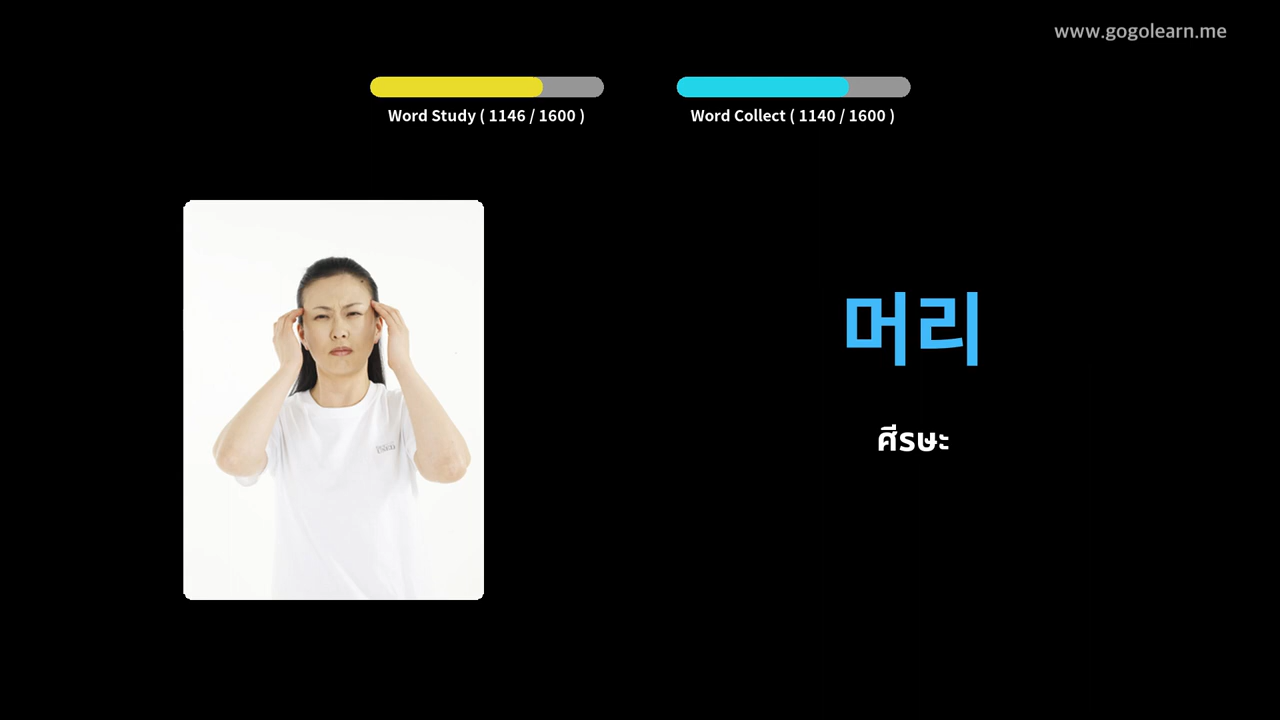 www.gogolearn.me
Word Study ( 1146 / 1600 )
Word Collect ( 1140 / 1600 )
머리
ศีรษะ